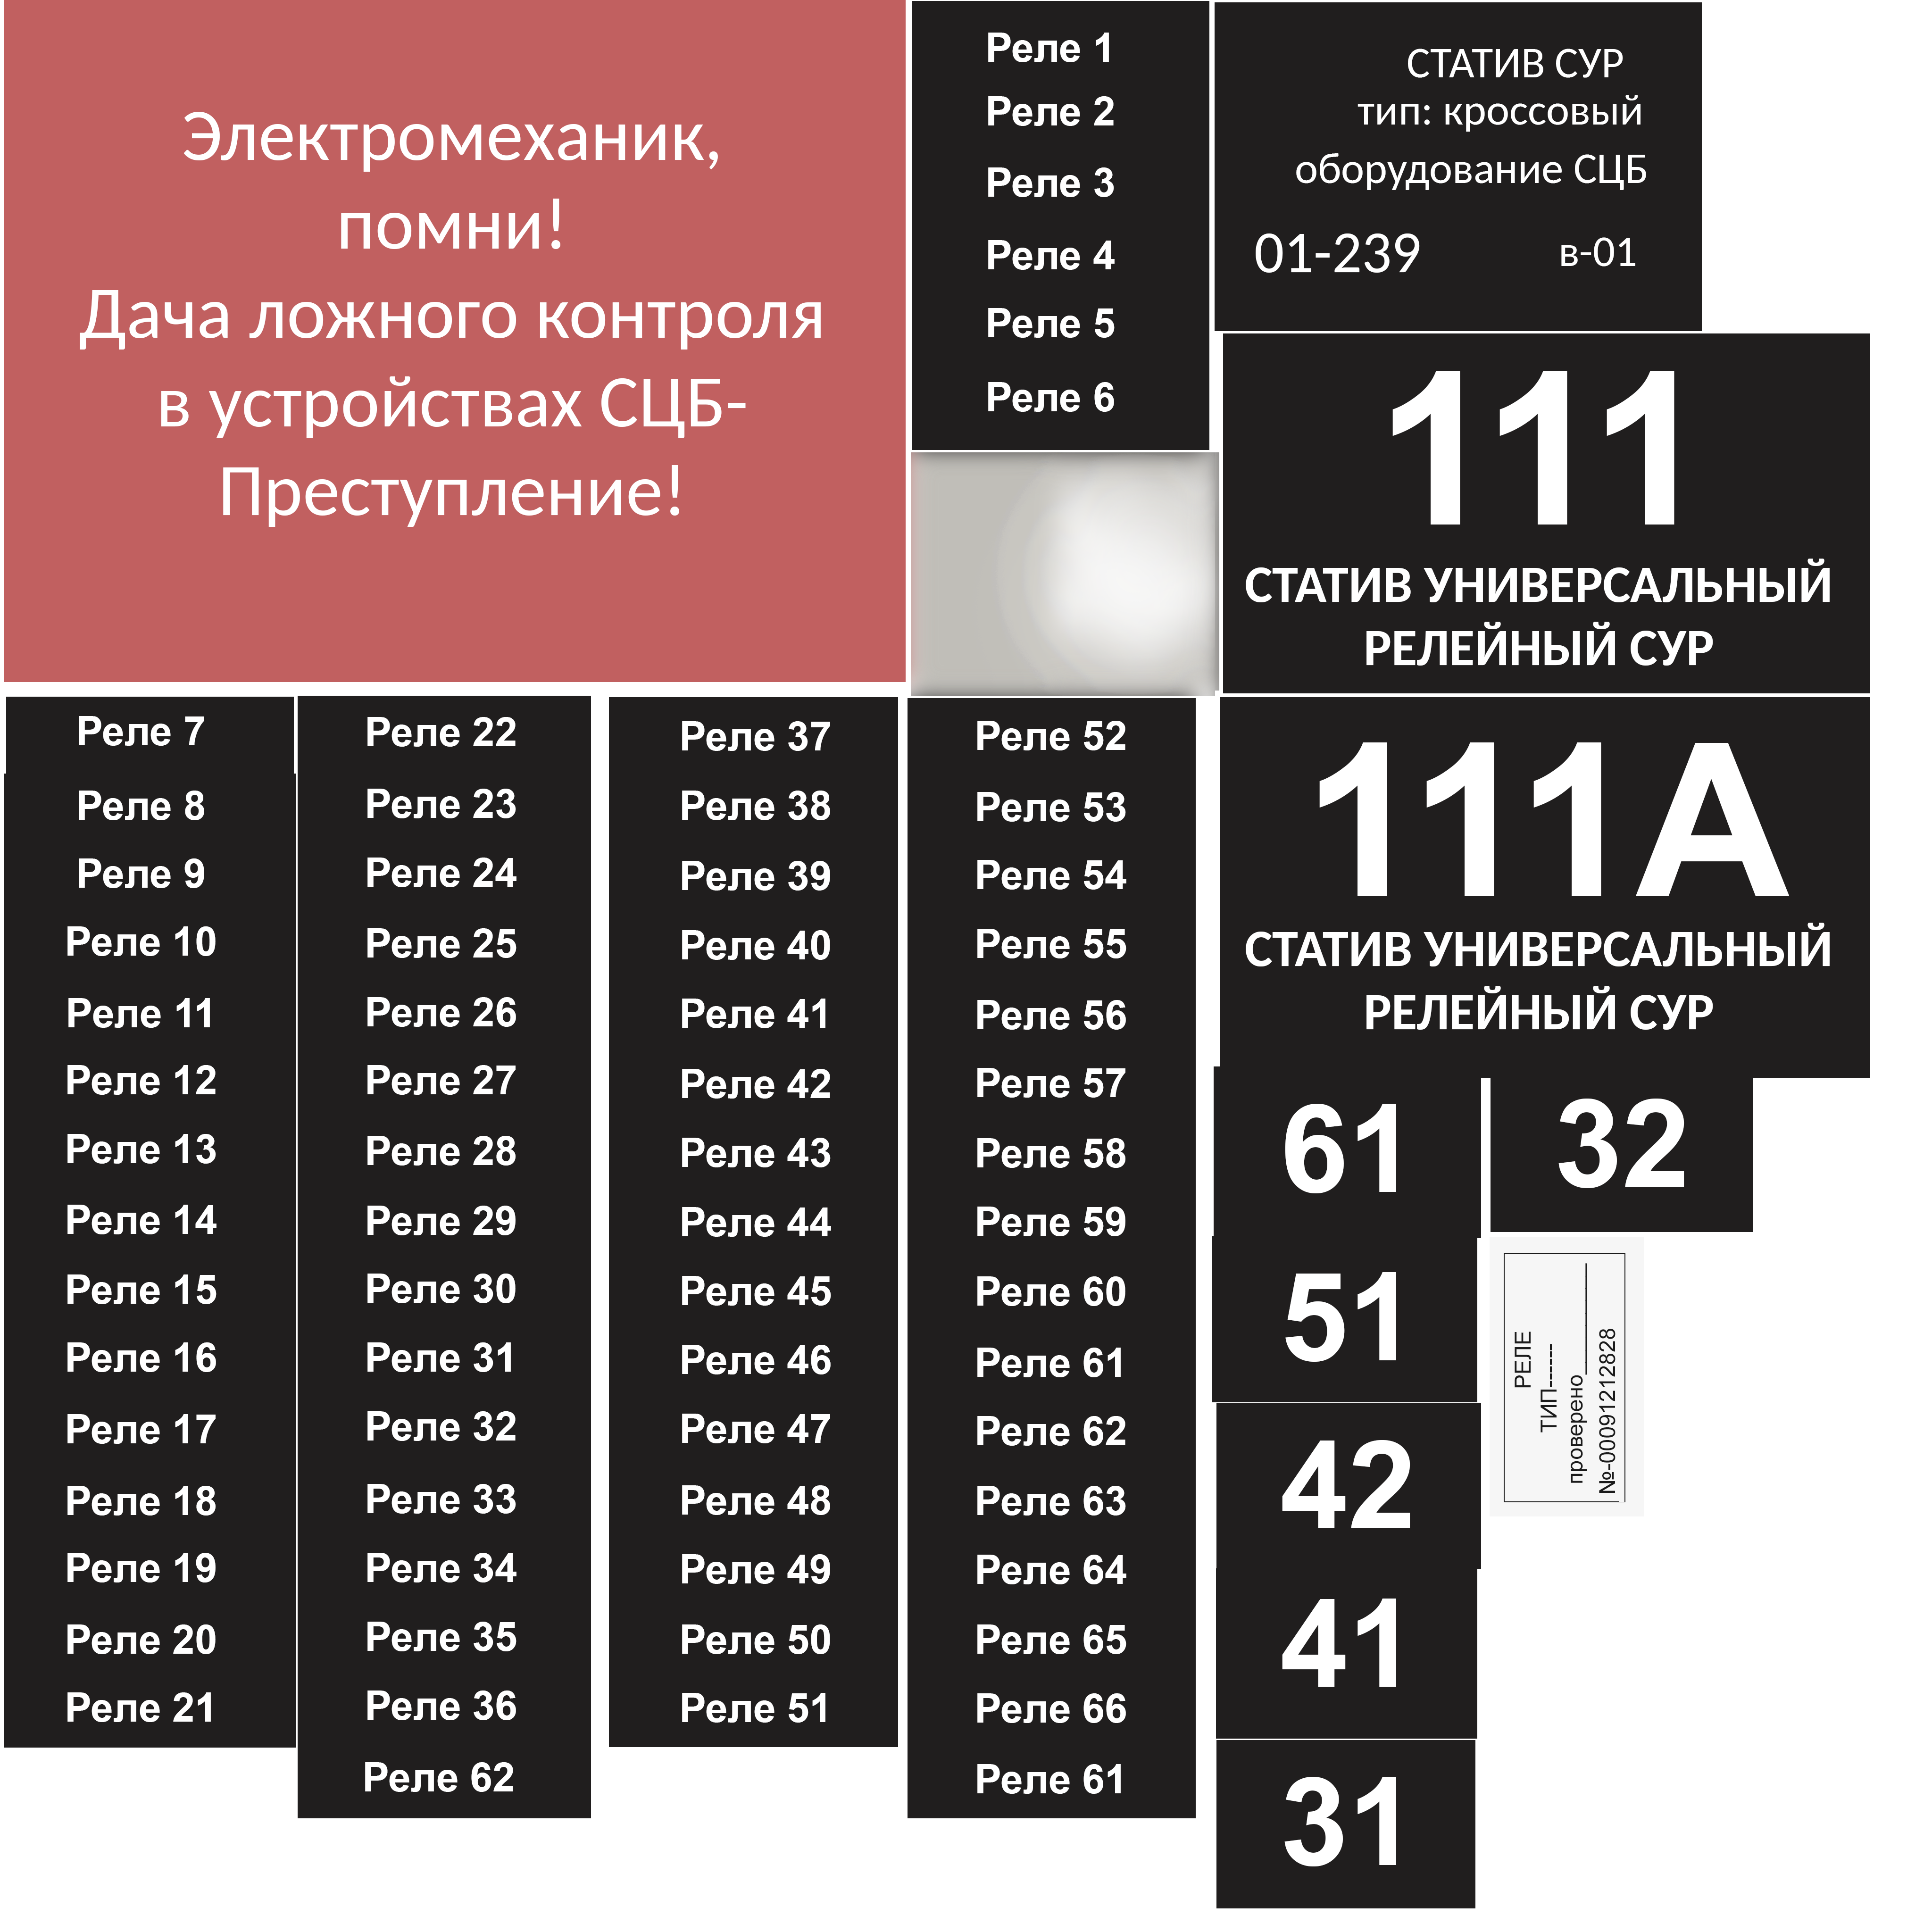 Электромеханик,
помни!
Дача ложного контроля
в устройствах СЦБ-
Преступление!
Реле 1
Реле 2
Реле 3
Реле 4
Реле 5
Реле 6
СТАТИВ СУР
тип: кроссовый
оборудование СЦБ
01-239 в-01
111
СТАТИВ УНИВЕРСАЛЬНЫЙ
РЕЛЕЙНЫЙ СУР
Реле 7
Реле 8
Реле 9
Реле 10
Реле 11
Реле 12
Реле 13
Реле 14
Реле 15
Реле 16
Реле 17
Реле 18
Реле 19
Реле 20
Реле 21
Реле 22
Реле 23
Реле 24
Реле 25
Реле 26
Реле 27
Реле 28
Реле 29
Реле 30
Реле 31
Реле 32
Реле 33
Реле 34
Реле 35
Реле 36
Реле 62
Реле 37
Реле 38
Реле 39
Реле 40
Реле 41
Реле 42
Реле 43
Реле 44
Реле 45
Реле 46
Реле 47
Реле 48
Реле 49
Реле 50
Реле 51
Реле 52
Реле 53
Реле 54
Реле 55
Реле 56
Реле 57
Реле 58
Реле 59
Реле 60
Реле 61
Реле 62
Реле 63
Реле 64
Реле 65
Реле 66
Реле 61
111А
СТАТИВ УНИВЕРСАЛЬНЫЙ
РЕЛЕЙНЫЙ СУР
61
32
51
42
41
31
РЕЛЕ
ТИП------
проверено_________
№-00091212828